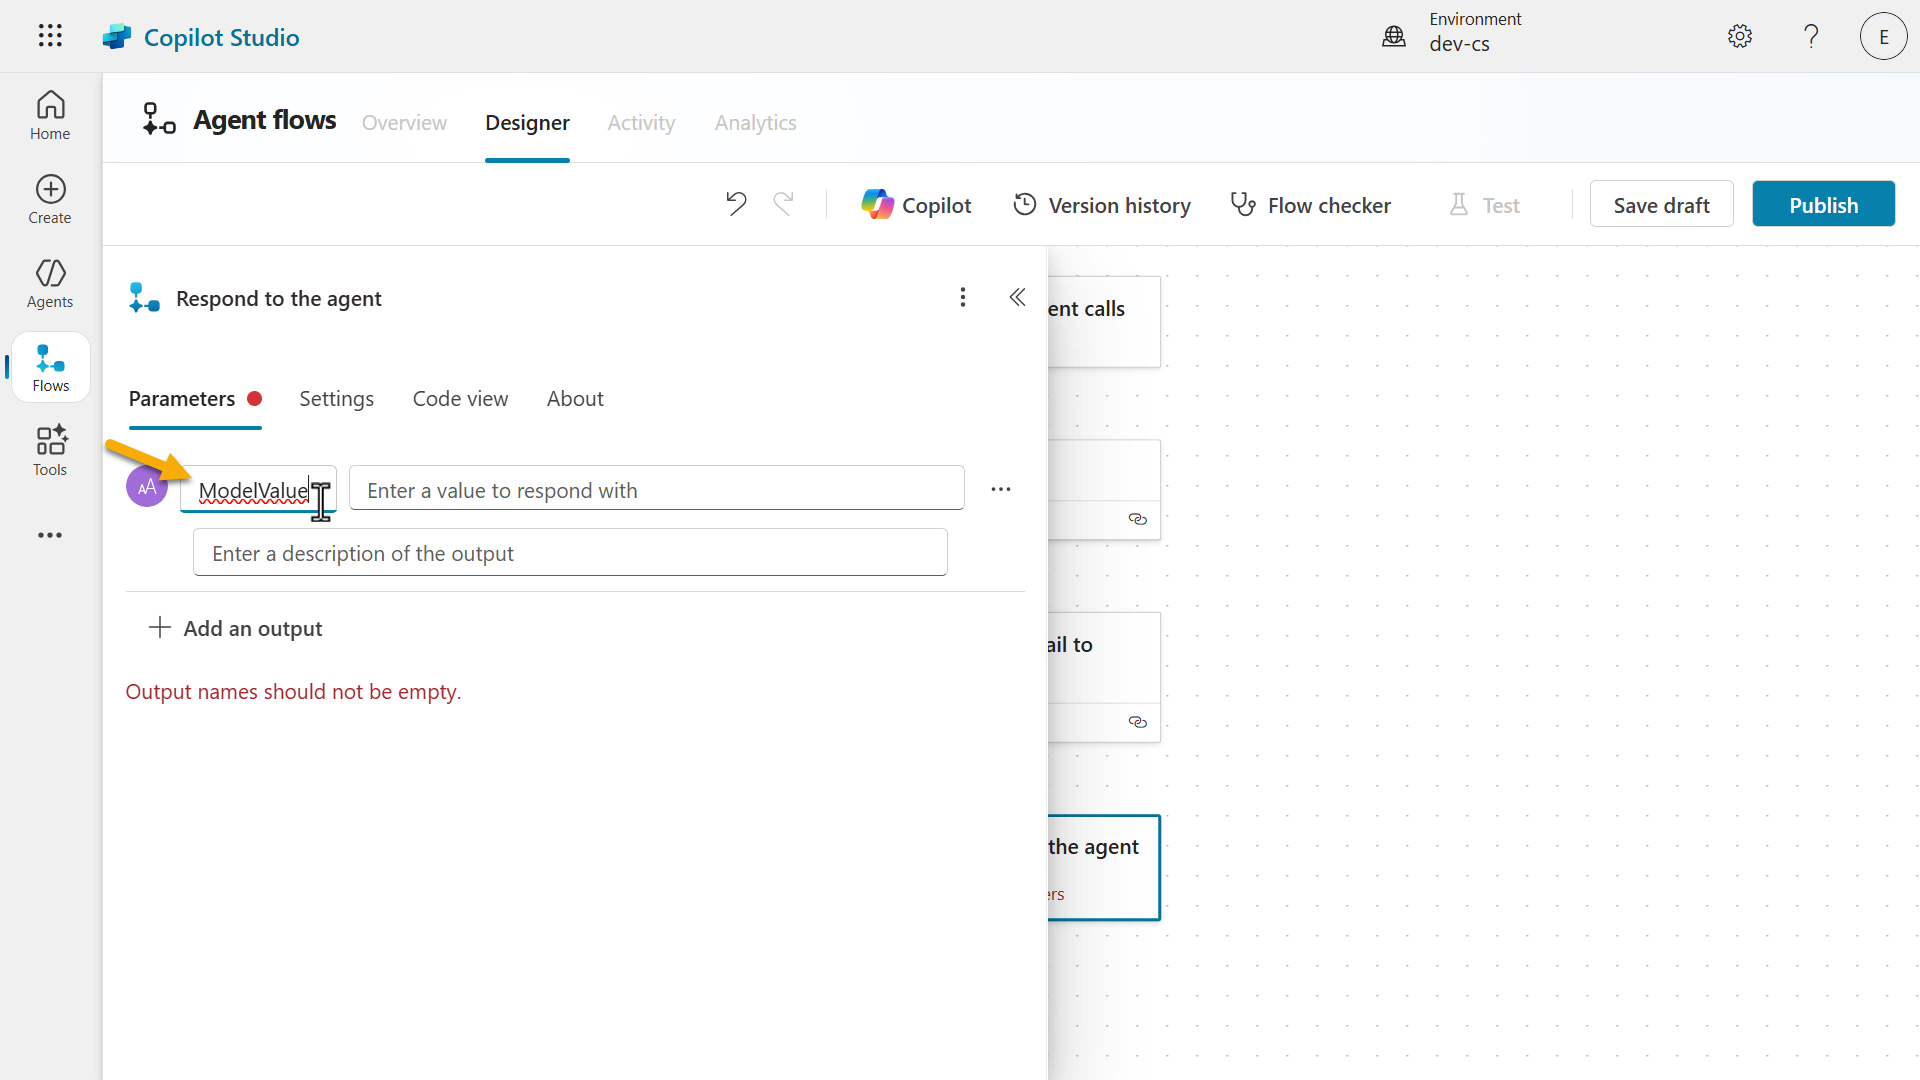 Copilot Studio
Environment
dev-cs
?
E
Home
Create
Agents
Flows
Tools
Agent flows
Overview
Designer
Activity
Analytics
Copilot
Version history
Flow checker
Test
Save draft
Publish
Respond to the agent
Parameters
Settings
Code view
About
AA
ModelValue
Enter a value to respond with
Enter a description of the output
Add an output
Output names should not be empty.
ent calls
ail to
the agent
ers